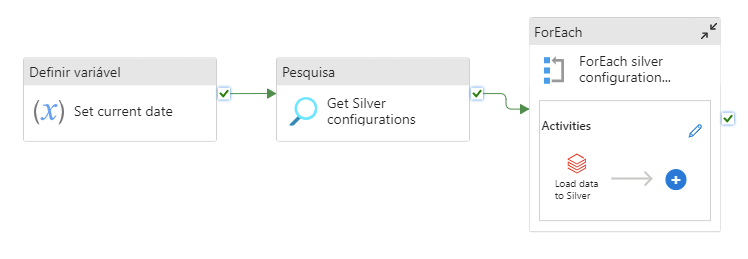 Definir variável
(x) Set current date
Pesquisa
Get Silver
configurations
ForEach
ForEach silver
configuration...
Activities
Load data
to Silver